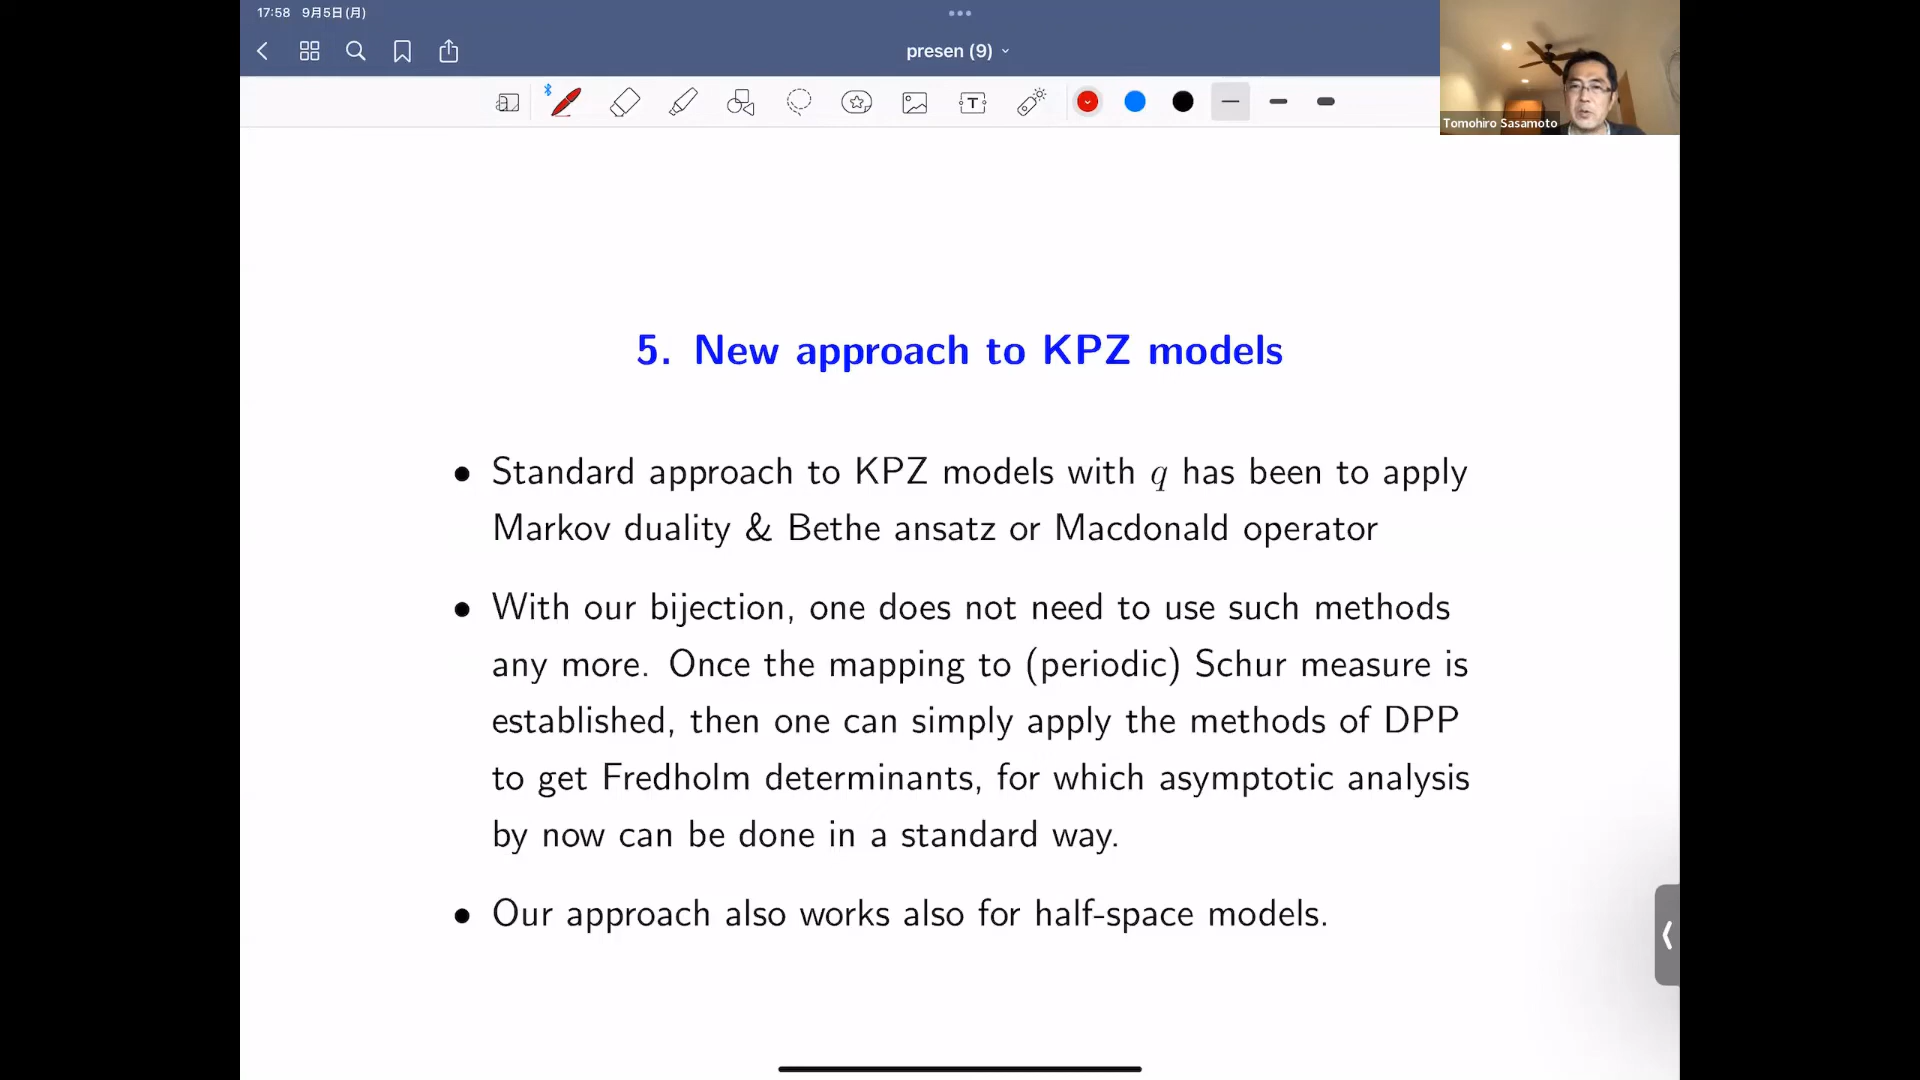 17:58 9月5日(月)
presen (9)
T
Tomohiro Sasamoto
5. New approach to KPZ models
• Standard approach to KPZ models with q has been to apply
Markov duality & Bethe ansatz or Macdonald operator
• With our bijection, one does not need to use such methods
any more. Once the mapping to (periodic) Schur measure is
established, then one can simply apply the methods of DPP
to get Fredholm determinants, for which asymptotic analysis
by now can be done in a standard way.
• Our approach also works also for half-space models.